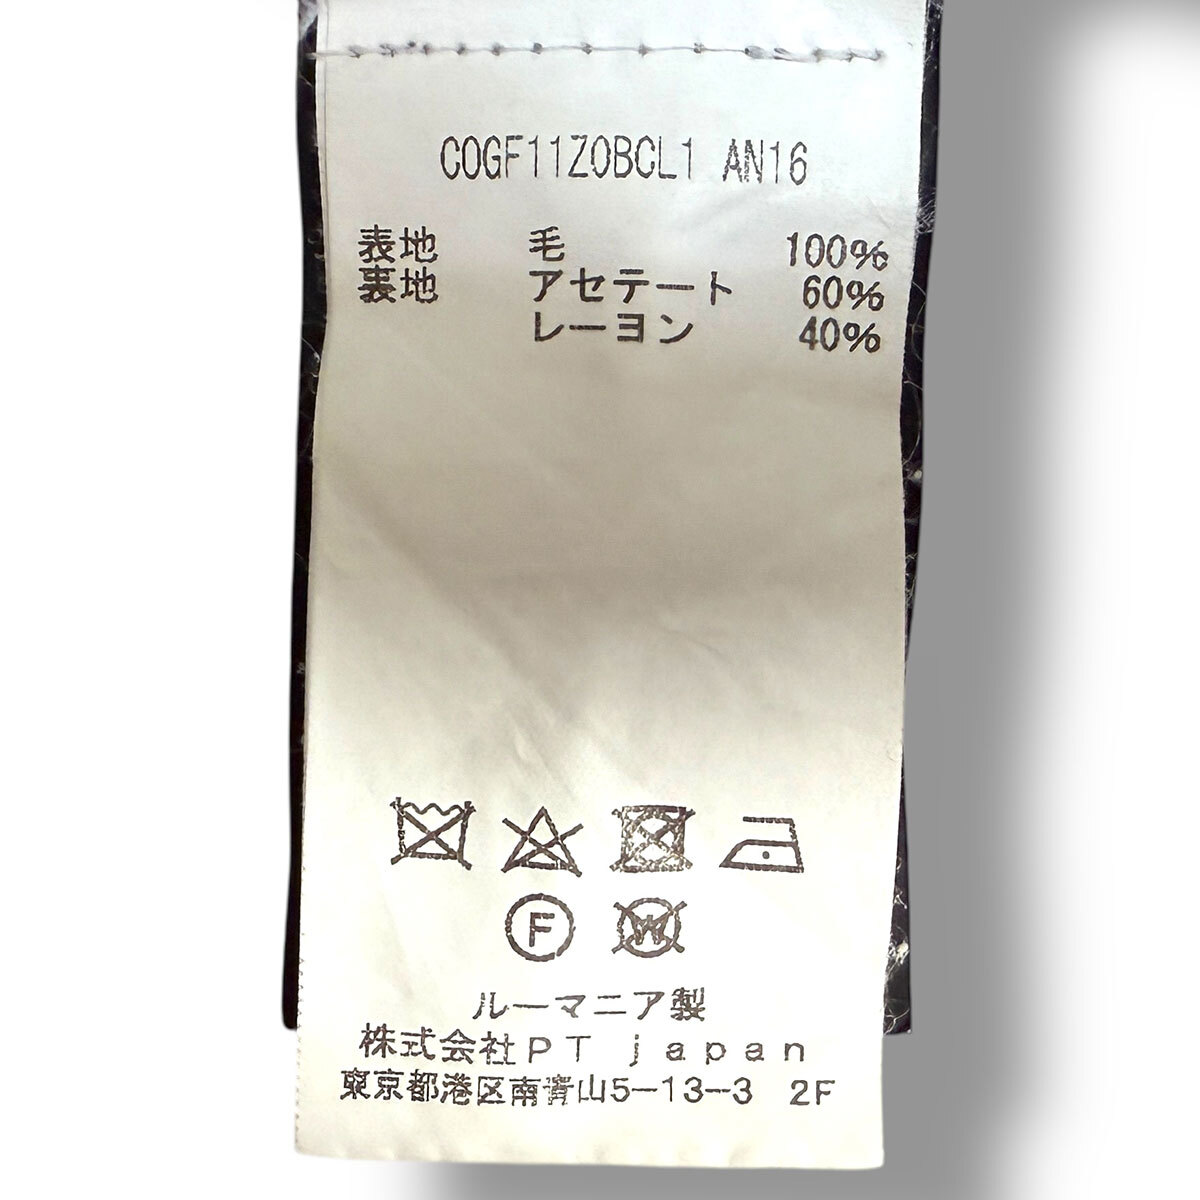 COGF11Z0BCL1 AN16
表地 毛 100%
裏地 アセテート 60%
レーヨン 40%
F W
ルーマニア製
株式会社PT japan
東京都港区南青山5-13-3 2F